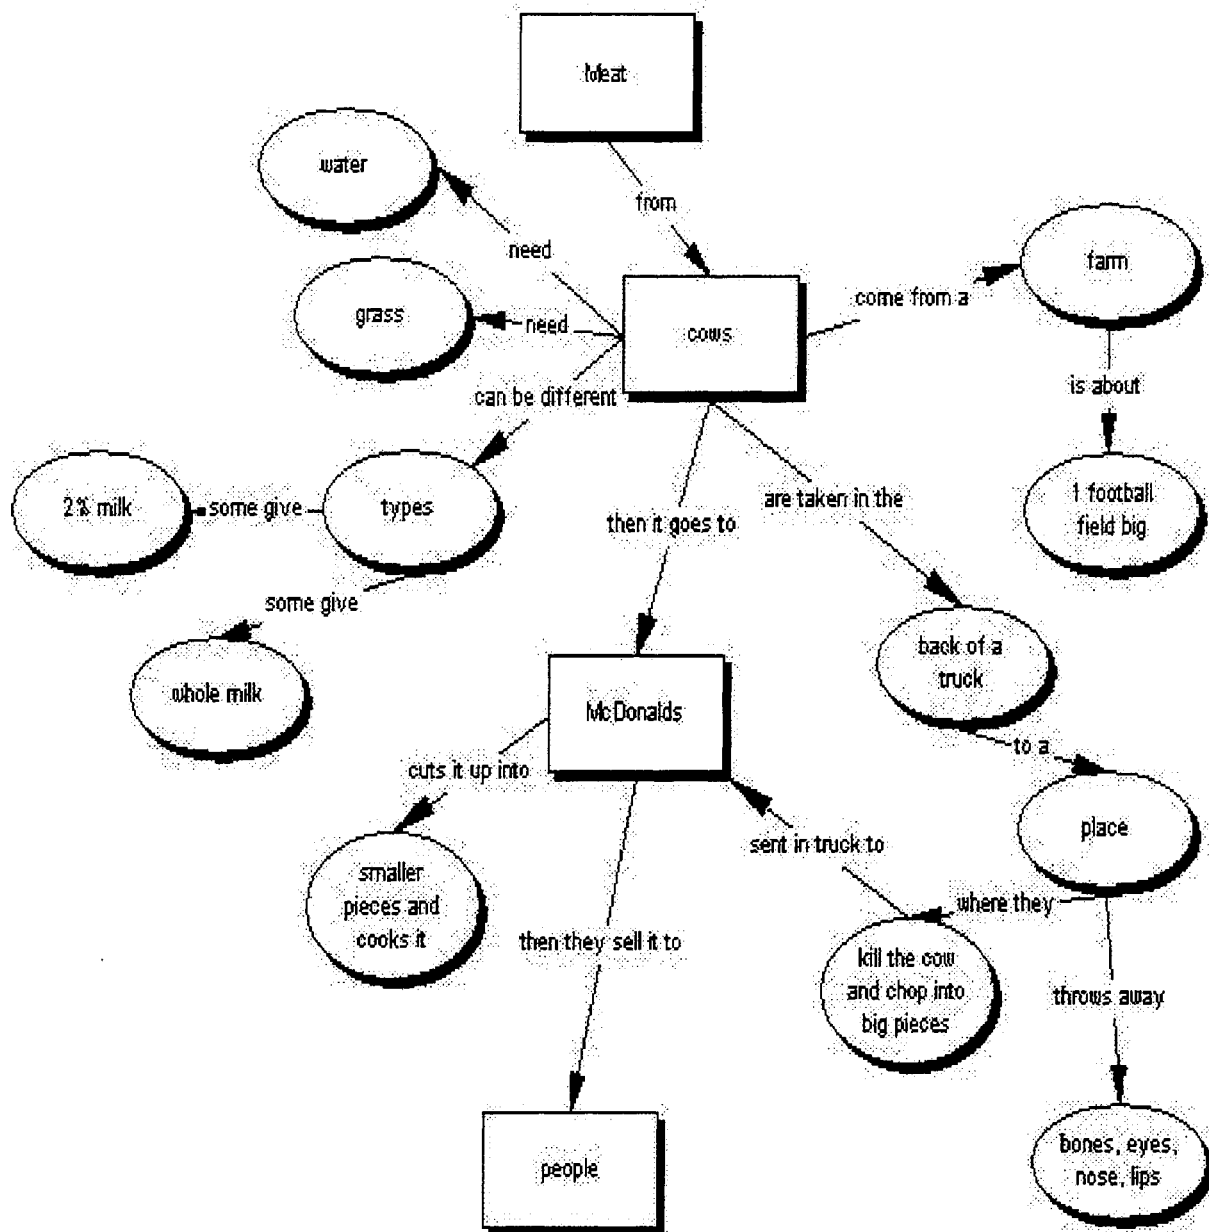 Meat
water
from
need
farm
come from a
grass
need
cows
is about
can be different
2% milk
some give
types
1 football
field big
are taken in the
then it goes to
some give
back of a
truck
whole milk
McDonalds
to a
cuts it up into
place
sent in truck to
smaller
pieces and
cooks it
where they
then they sell it to
kill the cow
and chop into
big pieces
throws away
bones, eyes,
nose, lips
people